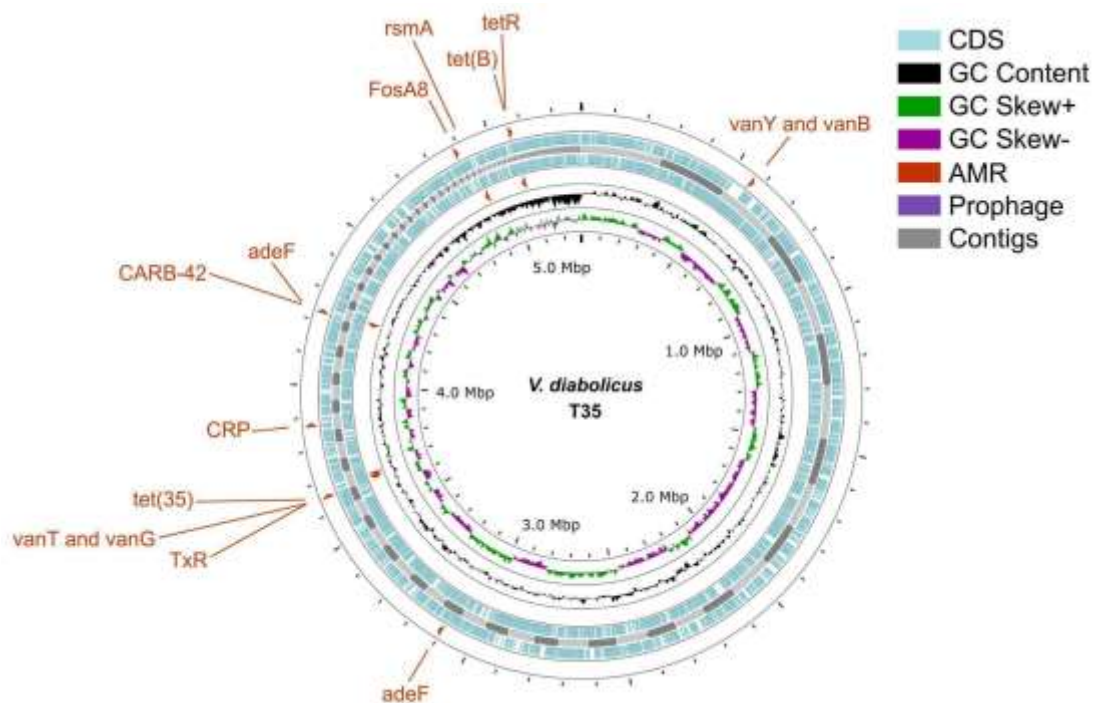 rsmA
tetR
tet(B)
FosA8
vanY and vanB
CDS
GC Content
GC Skew+
GC Skew-
AMR
Prophage
Contigs
adeF
CARB-42
CRP
tet(35)
vanT and vanG
TxR
adeF
5.0 Mbp
1.0 Mbp
2.0 Mbp
3.0 Mbp
4.0 Mbp
V. diabolicus
T35